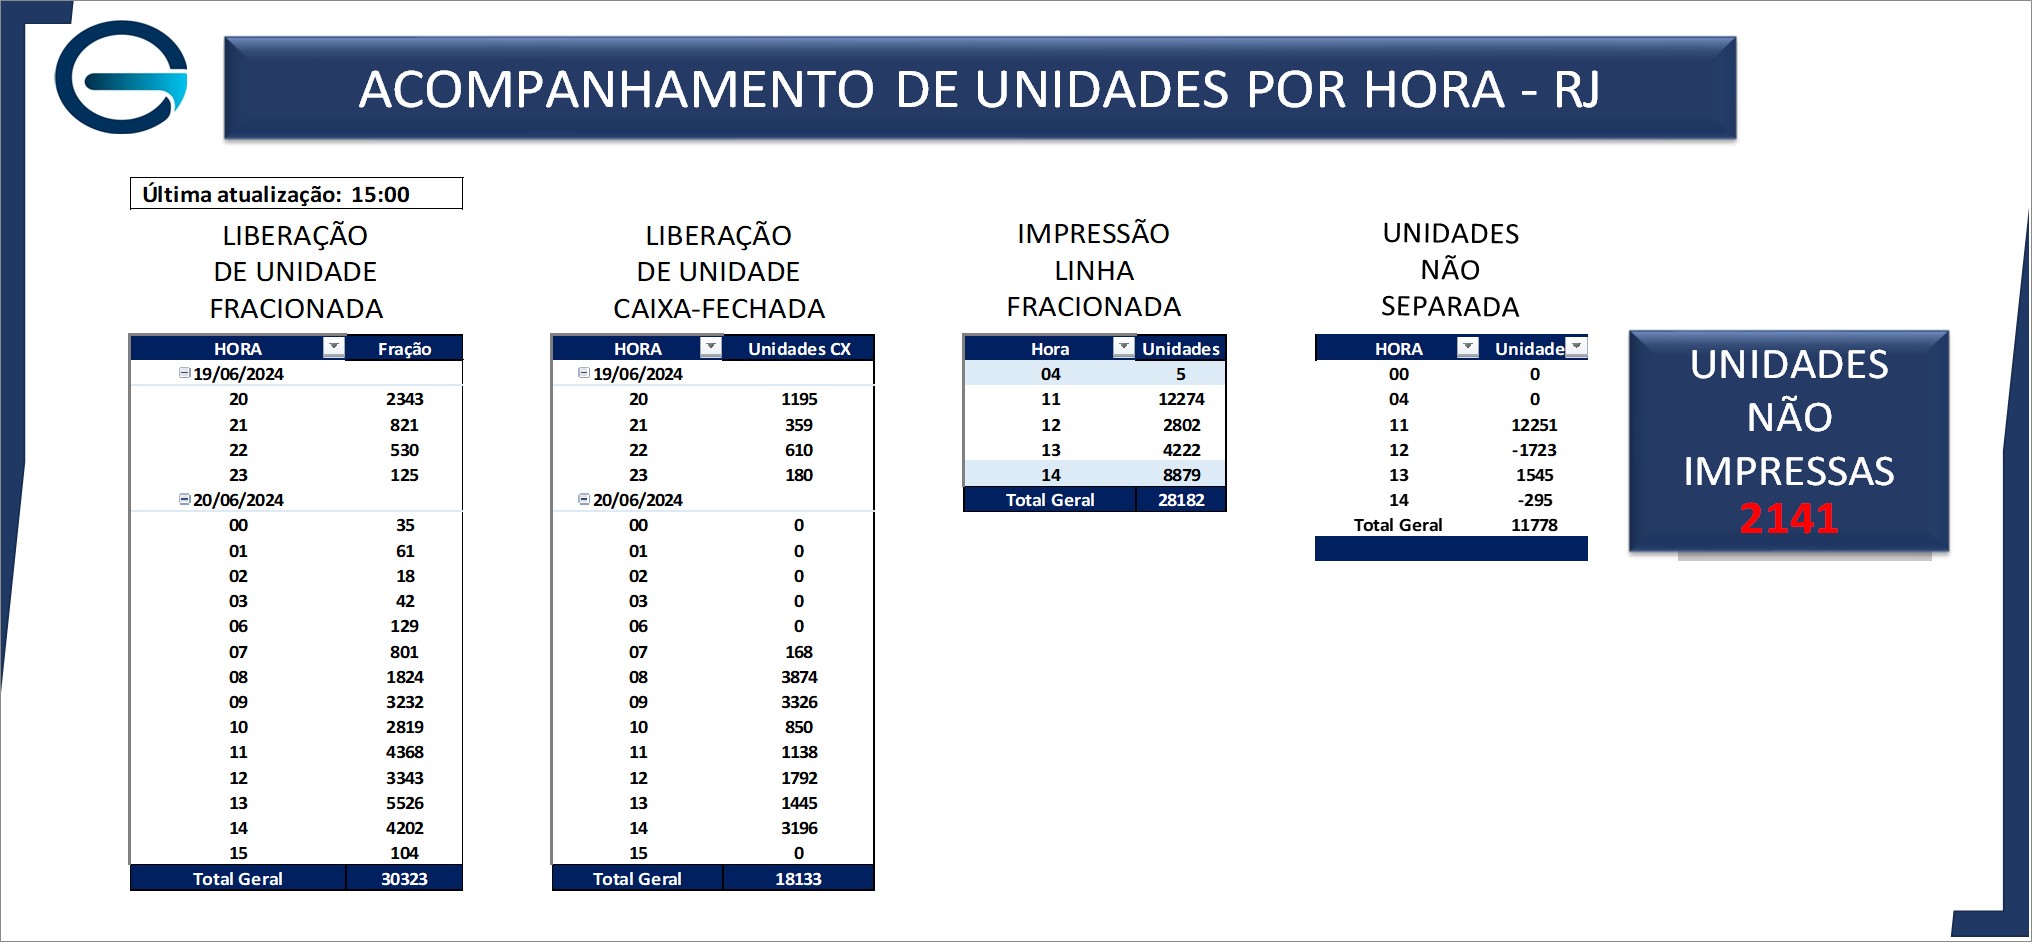 ACOMPANHAMENTO DE UNIDADES POR HORA - RJ
Última atualização: 15:00
LIBERAÇÃO
DE UNIDADE
FRACIONADA
HORA Fração
19/06/2024
20 2343
21 821
22 530
23 125
20/06/2024
00 35
01 61
02 18
03 42
06 129
07 801
08 1824
09 3232
10 2819
11 4368
12 3343
13 5526
14 4202
15 104
Total Geral 30323
LIBERAÇÃO
DE UNIDADE
CAIXA-FECHADA
HORA Unidades CX
19/06/2024
20 1195
21 359
22 610
23 180
20/06/2024
00 0
01 0
02 0
03 0
06 0
07 168
08 3874
09 3326
10 850
11 1138
12 1792
13 1445
14 3196
15 0
Total Geral 18133
IMPRESSÃO
LINHA
FRACIONADA
Hora Unidades
04 5
11 12274
12 2802
13 4222
14 8879
Total Geral 28182
UNIDADES
NÃO
SEPARADA
HORA Unidade
00 0
04 0
11 12251
12 -1723
13 1545
14 -295
Total Geral 11778
UNIDADES
NÃO
IMPRESSAS
2141